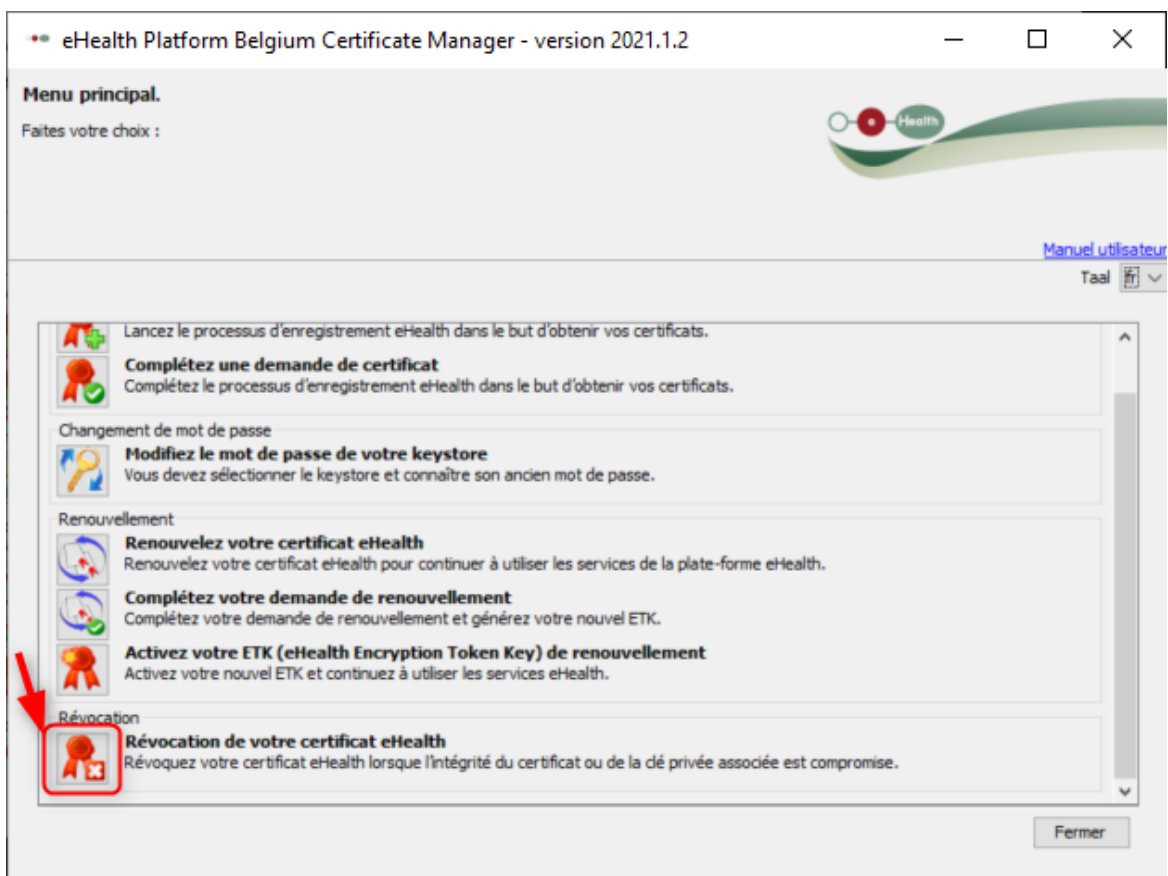 eHealth Platform Belgium Certificate Manager - version 2021.1.2
Menu principal.
Faites votre choix :
e Health
Manuel utilisateur
Taal fr
Lancez le processus d'enregistrement eHealth dans le but d'obtenir vos certificats.
Complétez une demande de certificat
Complétez le processus d'enregistrement eHealth dans le but d'obtenir vos certificats.
Changement de mot de passe
Modifiez le mot de passe de votre keystore
Vous devez sélectionner le keystore et connaître son ancien mot de passe.
Renouvellement
Renouvelez votre certificat eHealth
Renouvelez votre certificat eHealth pour continuer à utiliser les services de la plate-forme eHealth.
Complétez votre demande de renouvellement
Complétez votre demande de renouvellement et générez votre nouvel ETK.
Activez votre ETK (eHealth Encryption Token Key) de renouvellement
Activez votre nouvel ETK et continuez à utiliser les services eHealth.
Révocation
Révocation de votre certificat eHealth
Révoquez votre certificat eHealth lorsque l'intégrité du certificat ou de la clé privée associée est compromise.
Fermer